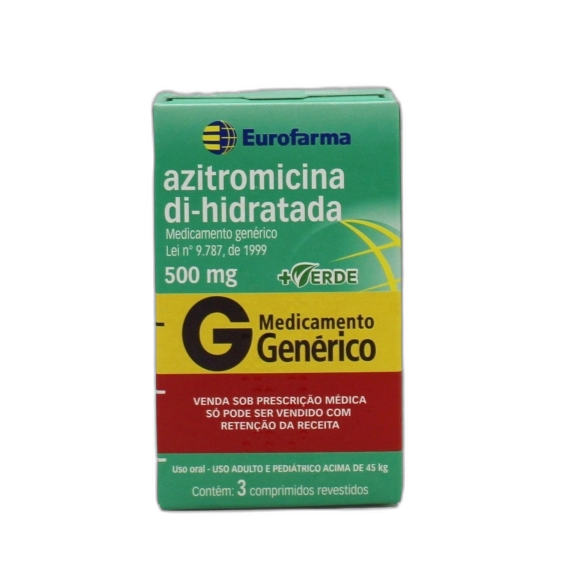 Eurofarma
azitromicina
di-hidratada
Medicamento genérico
Lei n° 9.787, de 1999
500 mg
+VERDE
G Medicamento
Genérico
VENDA SOB PRESCRIÇÃO MÉDICA
SÓ PODE SER VENDIDO COM
RETENÇÃO DA RECEITA
Uso oral - USO ADULTO E PEDIÁTRICO ACIMA DE 45 kg
Contém: 3 comprimidos revestidos